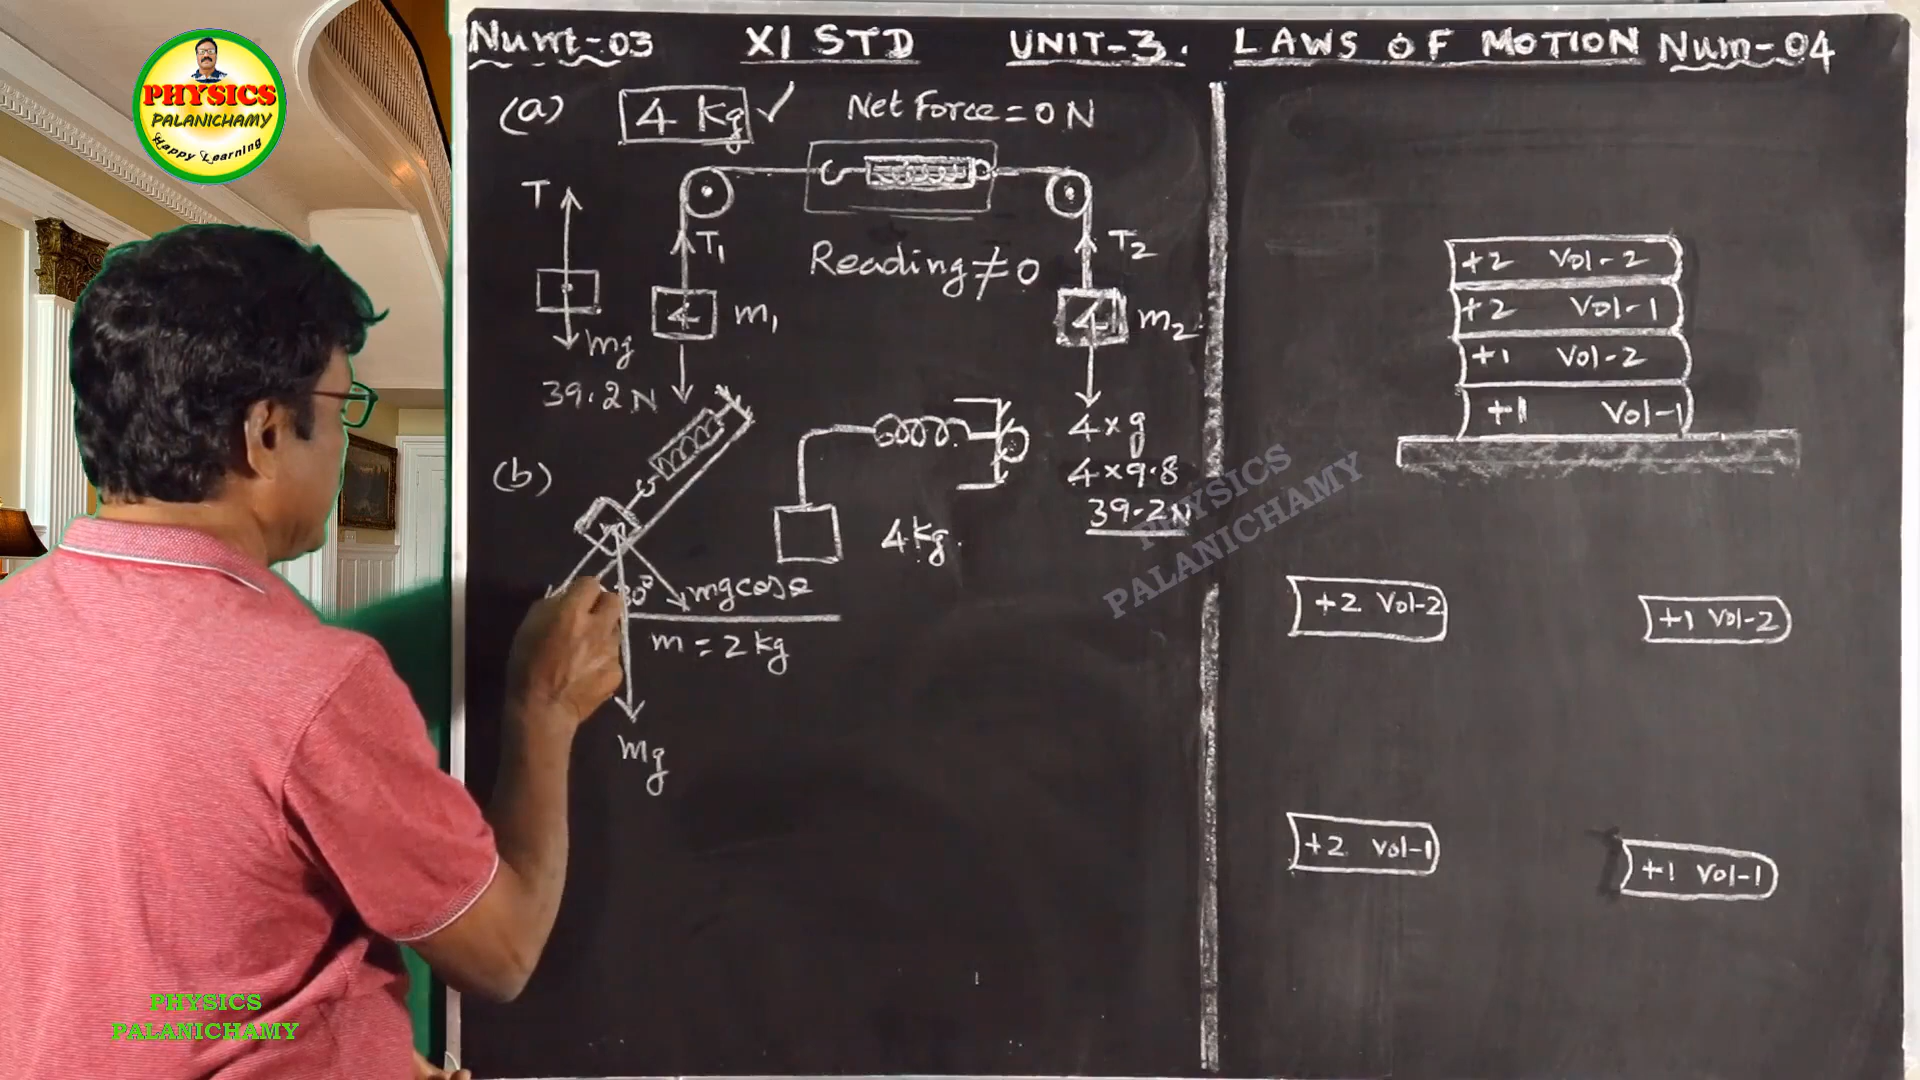 PHYSICS
PALANICHAMY
Happy Learning
Num-03 XI STD UNIT-3. LAWS OF MOTION Num-04
(a) 4 Kg ✓ Net Force = 0 N
T
mg
39.2 N
T1
4 m1
Reading ≠ 0
T2
4 m2
4 × g
4 × 9.8
39.2 N
(b)
m
30°
mgcosθ
m = 2 kg
mg
4 kg.
+2 Vol-2
+2 Vol-1
+1 Vol-2
+1 Vol-1
PHYSICS
PALANICHAMY
+2 Vol-2
+1 Vol-2
+2 Vol-1
+1 Vol-1
PHYSICS
PALANICHAMY